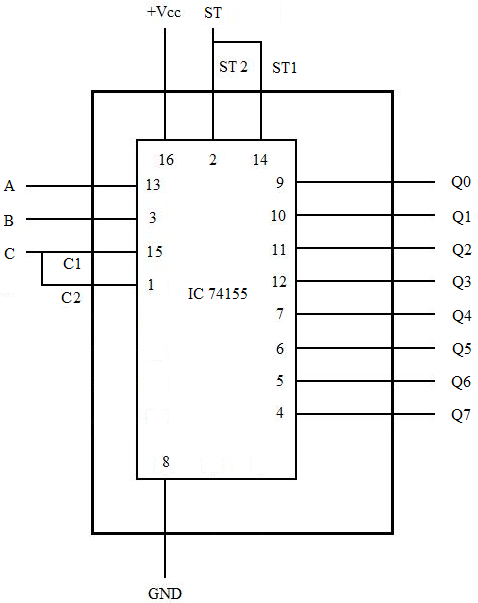 +Vcc ST
ST 2 ST1
16 2 14
A 13 9 Q0
B 3 10 Q1
C 15 11 Q2
C1
C2 1 IC 74155 12 Q3
7 Q4
6 Q5
5 Q6
4 Q7
8
GND